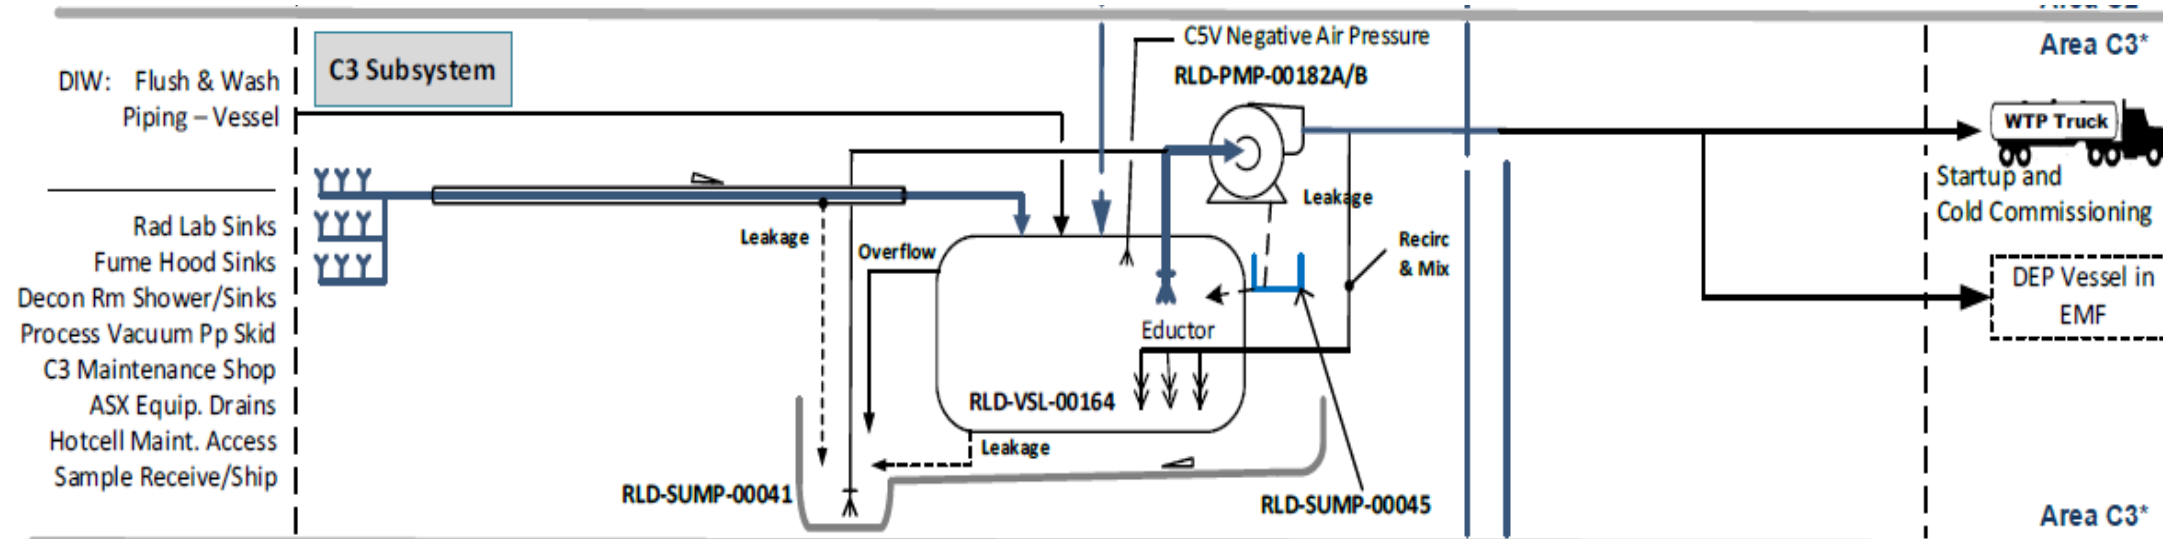 Area C3*
C5V Negative Air Pressure
C3 Subsystem
RLD-PMP-00182A/B
DIW: Flush & Wash
Piping – Vessel
WTP Truck
Startup and
Cold Commissioning
Leakage
Rad Lab Sinks
Fume Hood Sinks
Decon Rm Shower/Sinks
Process Vacuum Pp Skid
C3 Maintenance Shop
ASX Equip. Drains
Hotcell Maint. Access
Sample Receive/Ship
Leakage
Overflow
Recirc
& Mix
DEP Vessel in
EMF
Eductor
RLD-VSL-00164
Leakage
RLD-SUMP-00041
RLD-SUMP-00045
Area C3*